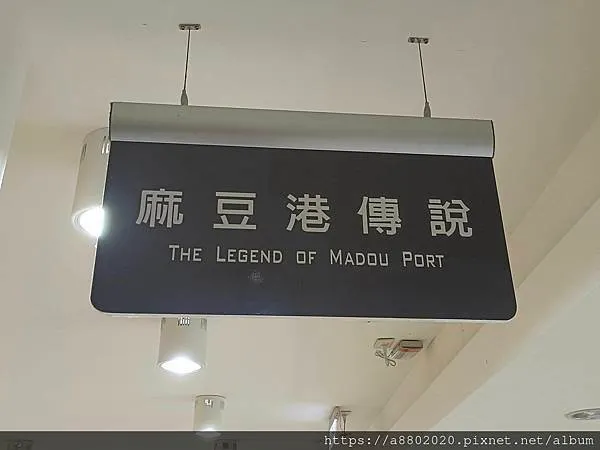 麻豆港傳說
THE LEGEND OF MADOU PORT
https://a8802020.pixnet.net/album